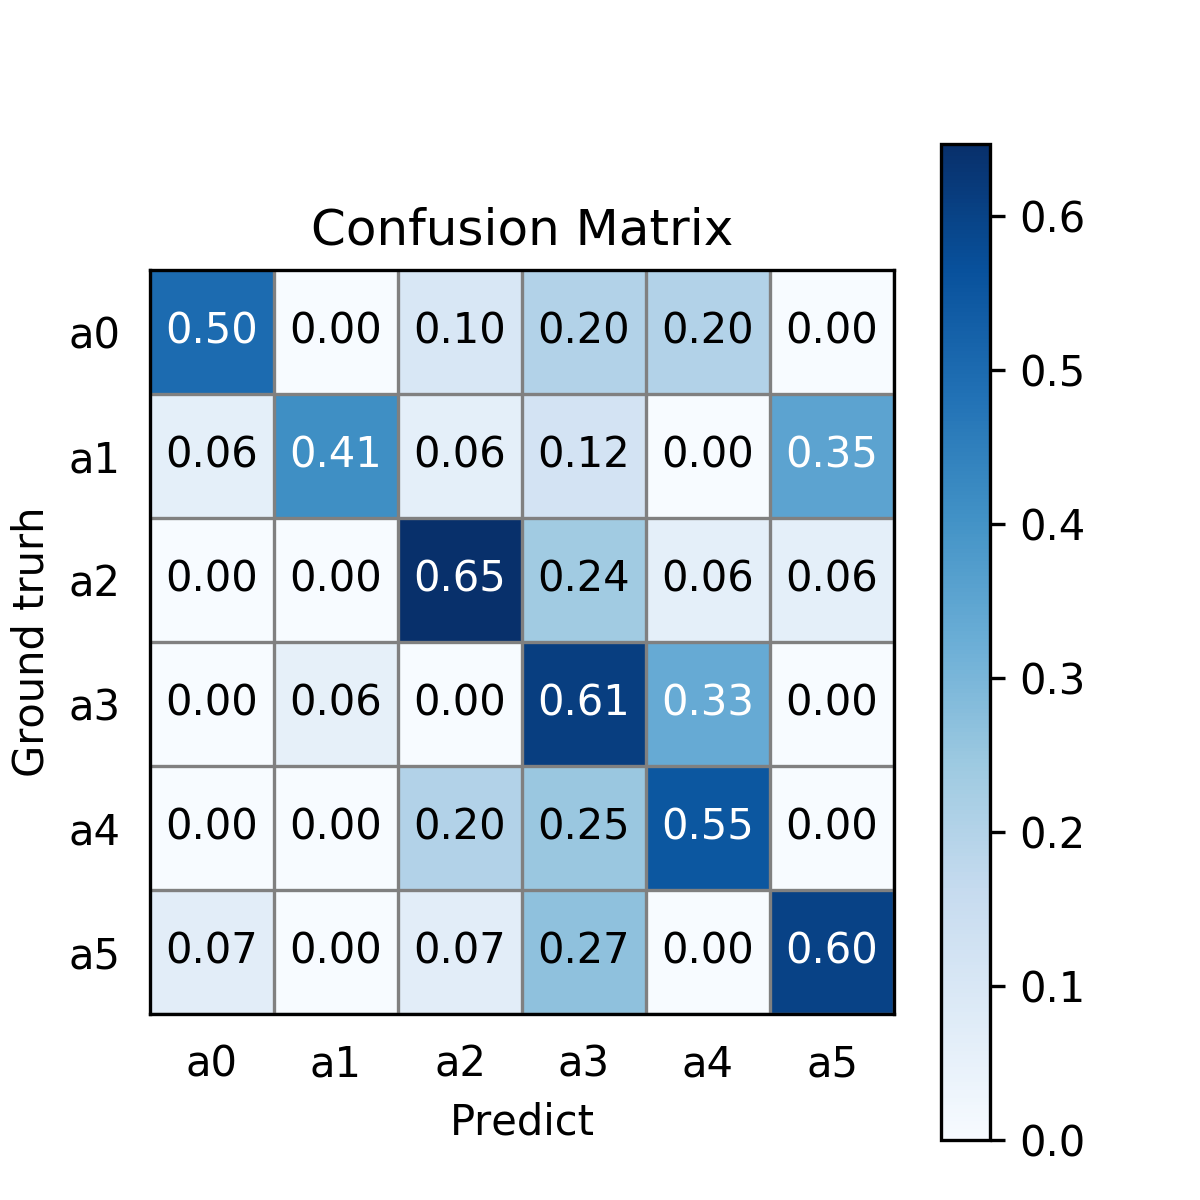 Confusion Matrix
a0 0.50 0.00 0.10 0.20 0.20 0.00
a1 0.06 0.41 0.06 0.12 0.00 0.35
a2 0.00 0.00 0.65 0.24 0.06 0.06
a3 0.00 0.06 0.00 0.61 0.33 0.00
a4 0.00 0.00 0.20 0.25 0.55 0.00
a5 0.07 0.00 0.07 0.27 0.00 0.60
a0 a1 a2 a3 a4 a5
Predict
Ground trurh
0.6
0.5
0.4
0.3
0.2
0.1
0.0